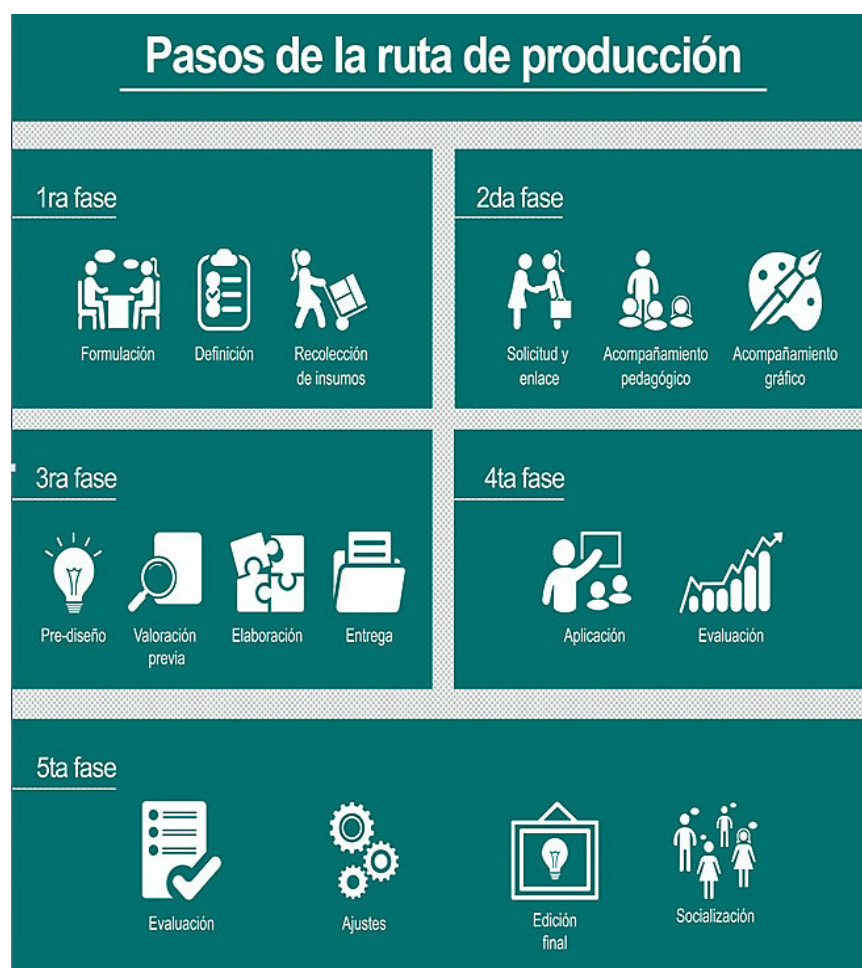 Pasos de la ruta de producción
1ra fase
Formulación
Definición
Recolección
de insumos
2da fase
Solicitud y
enlace
Acompañamiento
pedagógico
Acompañamiento
gráfico
3ra fase
Pre-diseño
Valoración
previa
Elaboración
Entrega
4ta fase
Aplicación
Evaluación
5ta fase
Evaluación
Ajustes
Edición
final
Socialización